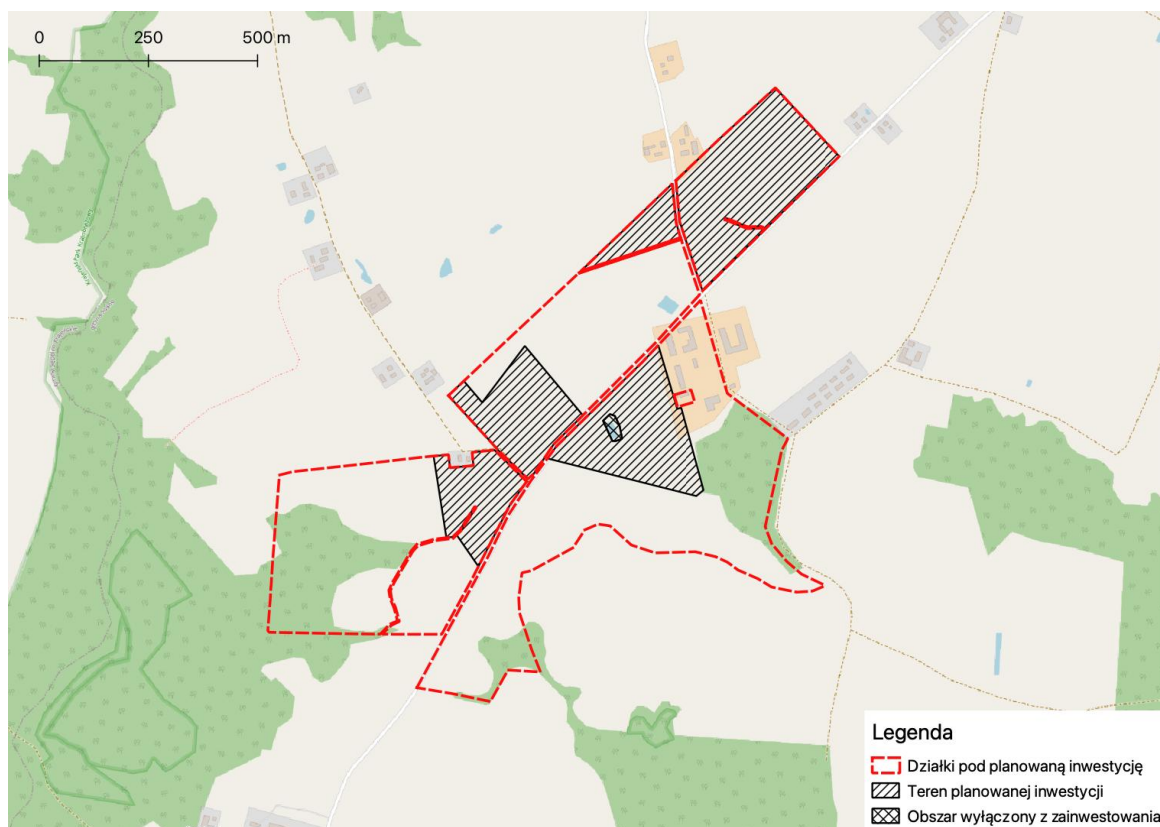 0 250 500 m
Legenda
Działki pod planowaną inwestycję
Teren planowanej inwestycji
Obszar wyłączony z zainwestowania